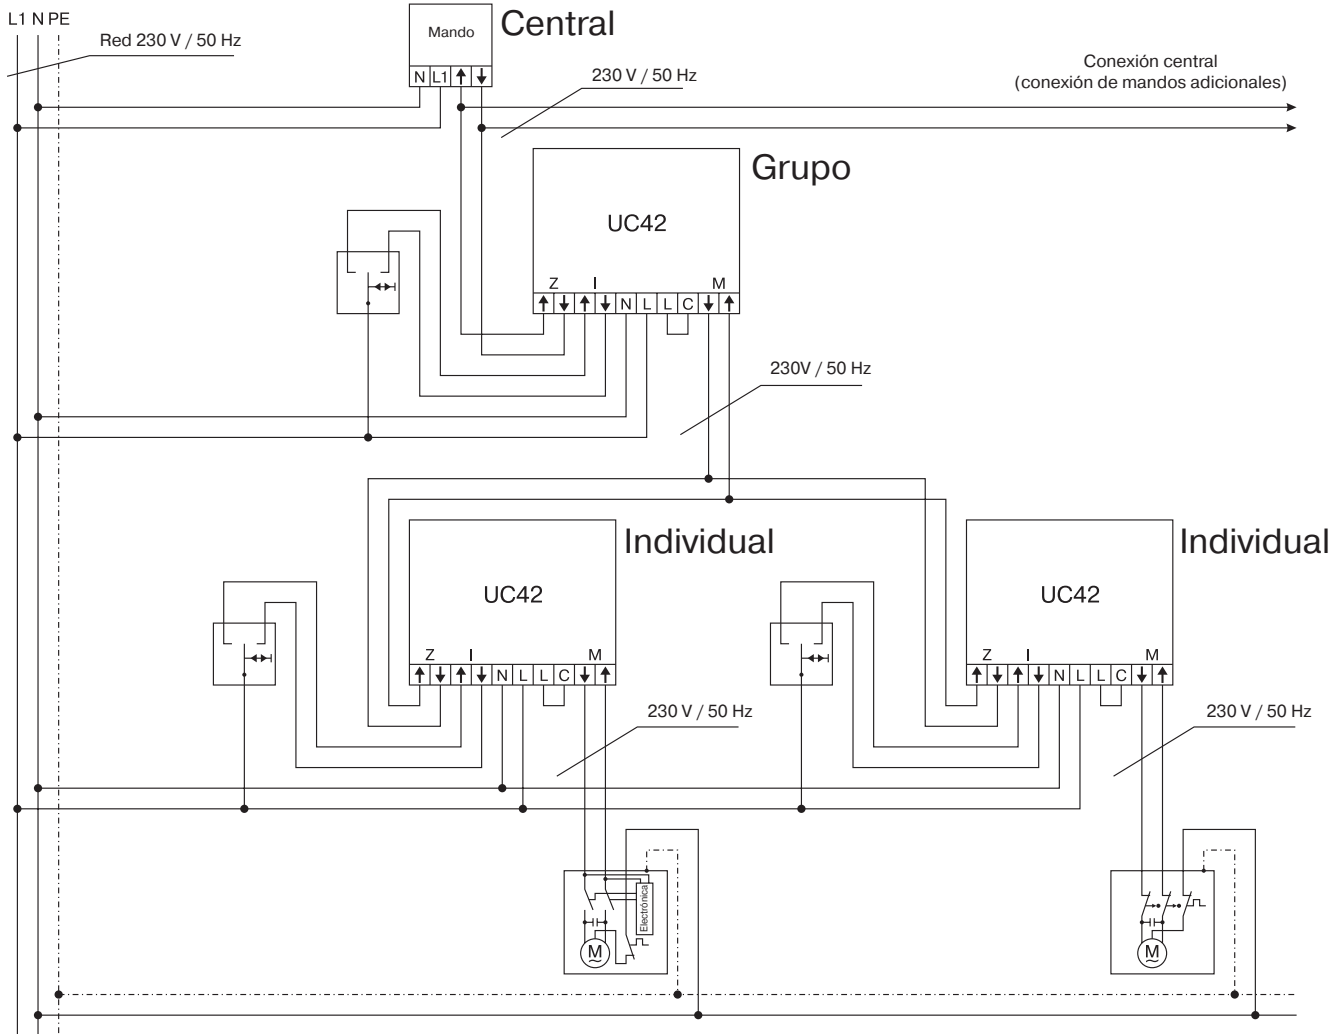 L1 N PE
Red 230 V / 50 Hz
Mando
Central
N L1 ↑ ↓
230 V / 50 Hz
Conexión central
(conexión de mandos adicionales)
Grupo
UC42
Z I M
↑ ↓ ↑ ↓ N L L C ↓ ↑
230V / 50 Hz
Individual
UC42
Z I M
↑ ↓ ↑ ↓ N L L C ↓ ↑
230 V / 50 Hz
Individual
UC42
Z I M
↑ ↓ ↑ ↓ N L L C ↓ ↑
230 V / 50 Hz
Electrónica
M
~
M
~